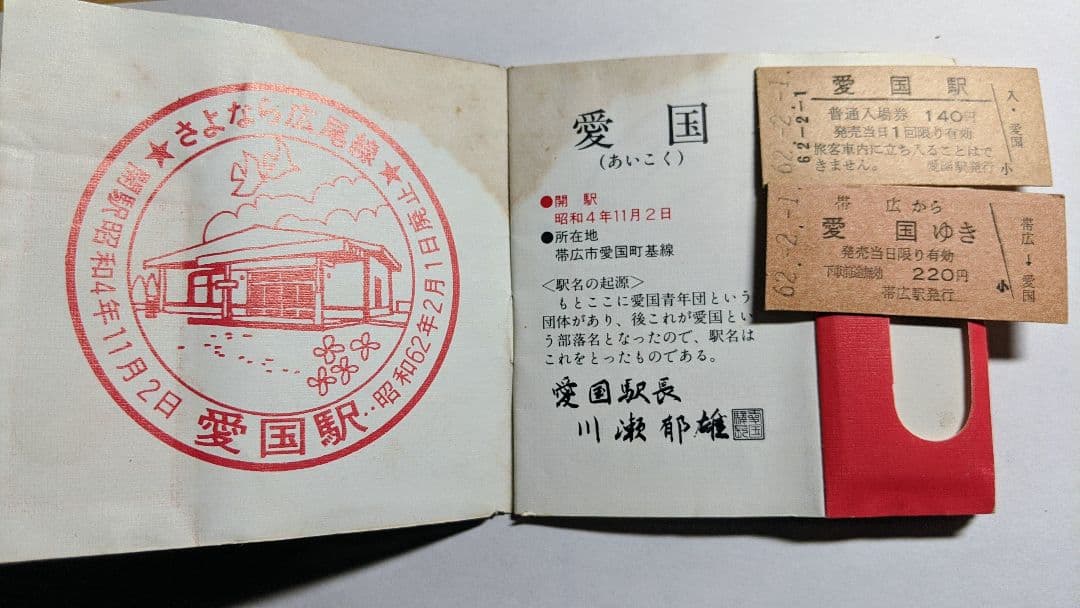 ★さよなら広尾線★
開駅昭和4年11月2日・・昭和62年2月1日廃止
愛国駅
愛国
(あいこく)
●開駅
昭和4年11月2日
●所在地
帯広市愛国町基線
<駅名の起源>
もとここに愛国青年団という
団体があり、後これが愛国とい
う部落名となったので、駅名は
これをとったものである。
愛国駅長
川瀬郁雄
62.-2.-1
62-2-1
愛国駅
普通入場券 140円
発売当日1回限り有効
旅客車内に立ち入ることはで
きません。 愛国駅発行
入・愛国
小
62.-2.-1
帯広から
愛国ゆき
発売当日限り有効
下車前途無効 220円
帯広駅発行
帯広→愛国
小